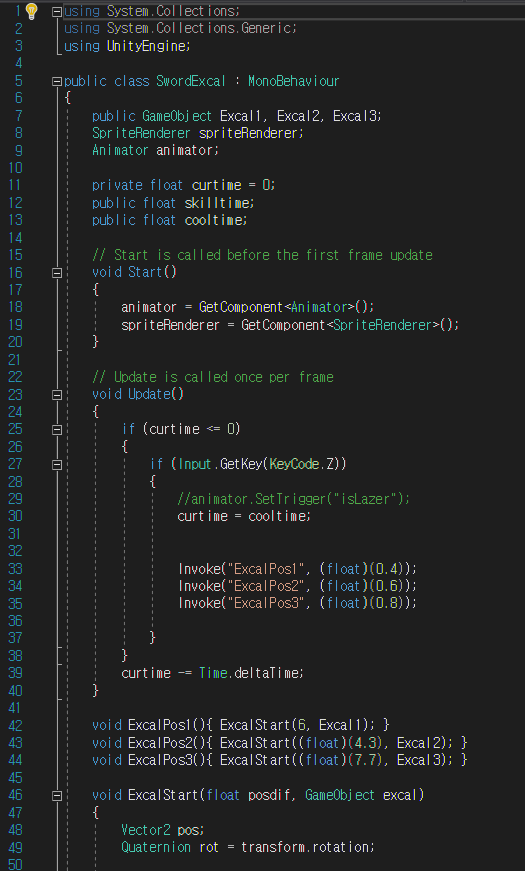 1 using System.Collections;
2 using System.Collections.Generic;
3 using UnityEngine;
4
5 public class SwordExcal : MonoBehaviour
6 {
7 public GameObject Excal1, Excal2, Excal3;
8 SpriteRenderer spriteRenderer;
9 Animator animator;
10
11 private float curtime = 0;
12 public float skilltime;
13 public float cooltime;
14
15 // Start is called before the first frame update
16 void Start()
17 {
18 animator = GetComponent<Animator>();
19 spriteRenderer = GetComponent<SpriteRenderer>();
20 }
21
22 // Update is called once per frame
23 void Update()
24 {
25 if (curtime <= 0)
26 {
27 if (Input.GetKey(KeyCode.Z))
28 {
29 //animator.SetTrigger("isLazer");
30 curtime = cooltime;
31
32
33 Invoke("ExcalPos1", (float)(0.4));
34 Invoke("ExcalPos2", (float)(0.6));
35 Invoke("ExcalPos3", (float)(0.8));
36
37 }
38 }
39 curtime -= Time.deltaTime;
40 }
41
42 void ExcalPos1(){ ExcalStart(6, Excal1); }
43 void ExcalPos2(){ ExcalStart((float)(4.3), Excal2); }
44 void ExcalPos3(){ ExcalStart((float)(7.7), Excal3); }
45
46 void ExcalStart(float posdif, GameObject excal)
47 {
48 Vector2 pos;
49 Quaternion rot = transform.rotation;
50